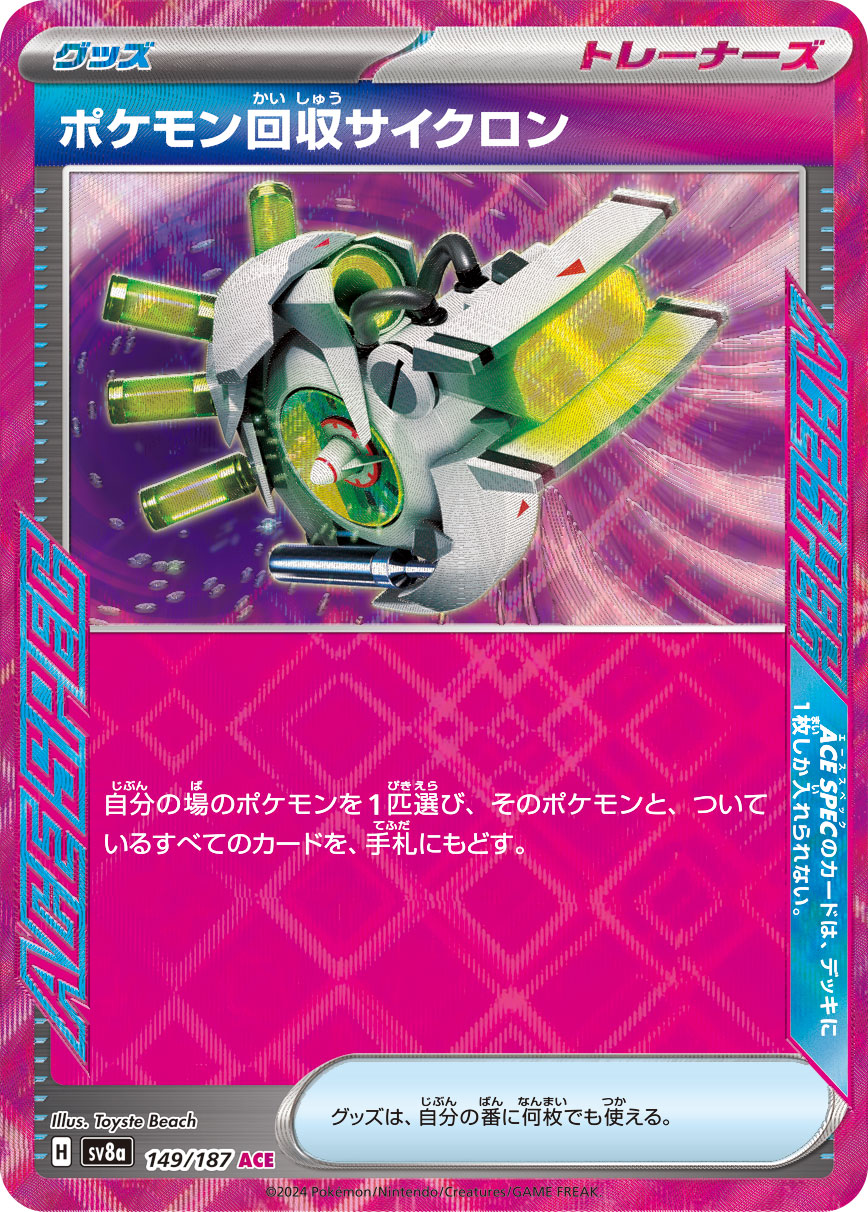 グッズ
トレーナーズ
かいしゅう
ポケモン回収サイクロン
ACE SPEC
ACE SPEC
じぶん ば びきえら
自分の場のポケモンを1匹選び、そのポケモンと、ついて
てふだ
いるすべてのカードを、手札にもどす。
エーススペック
ACE SPECのカードは、デッキに
まい い
1枚しか入れられない。
じぶん ばん なんまい つか
グッズは、自分の番に何枚でも使える。
Illus. Toyste Beach
H sv8a 149/187 ACE
©2024 Pokémon/Nintendo/Creatures/GAME FREAK.